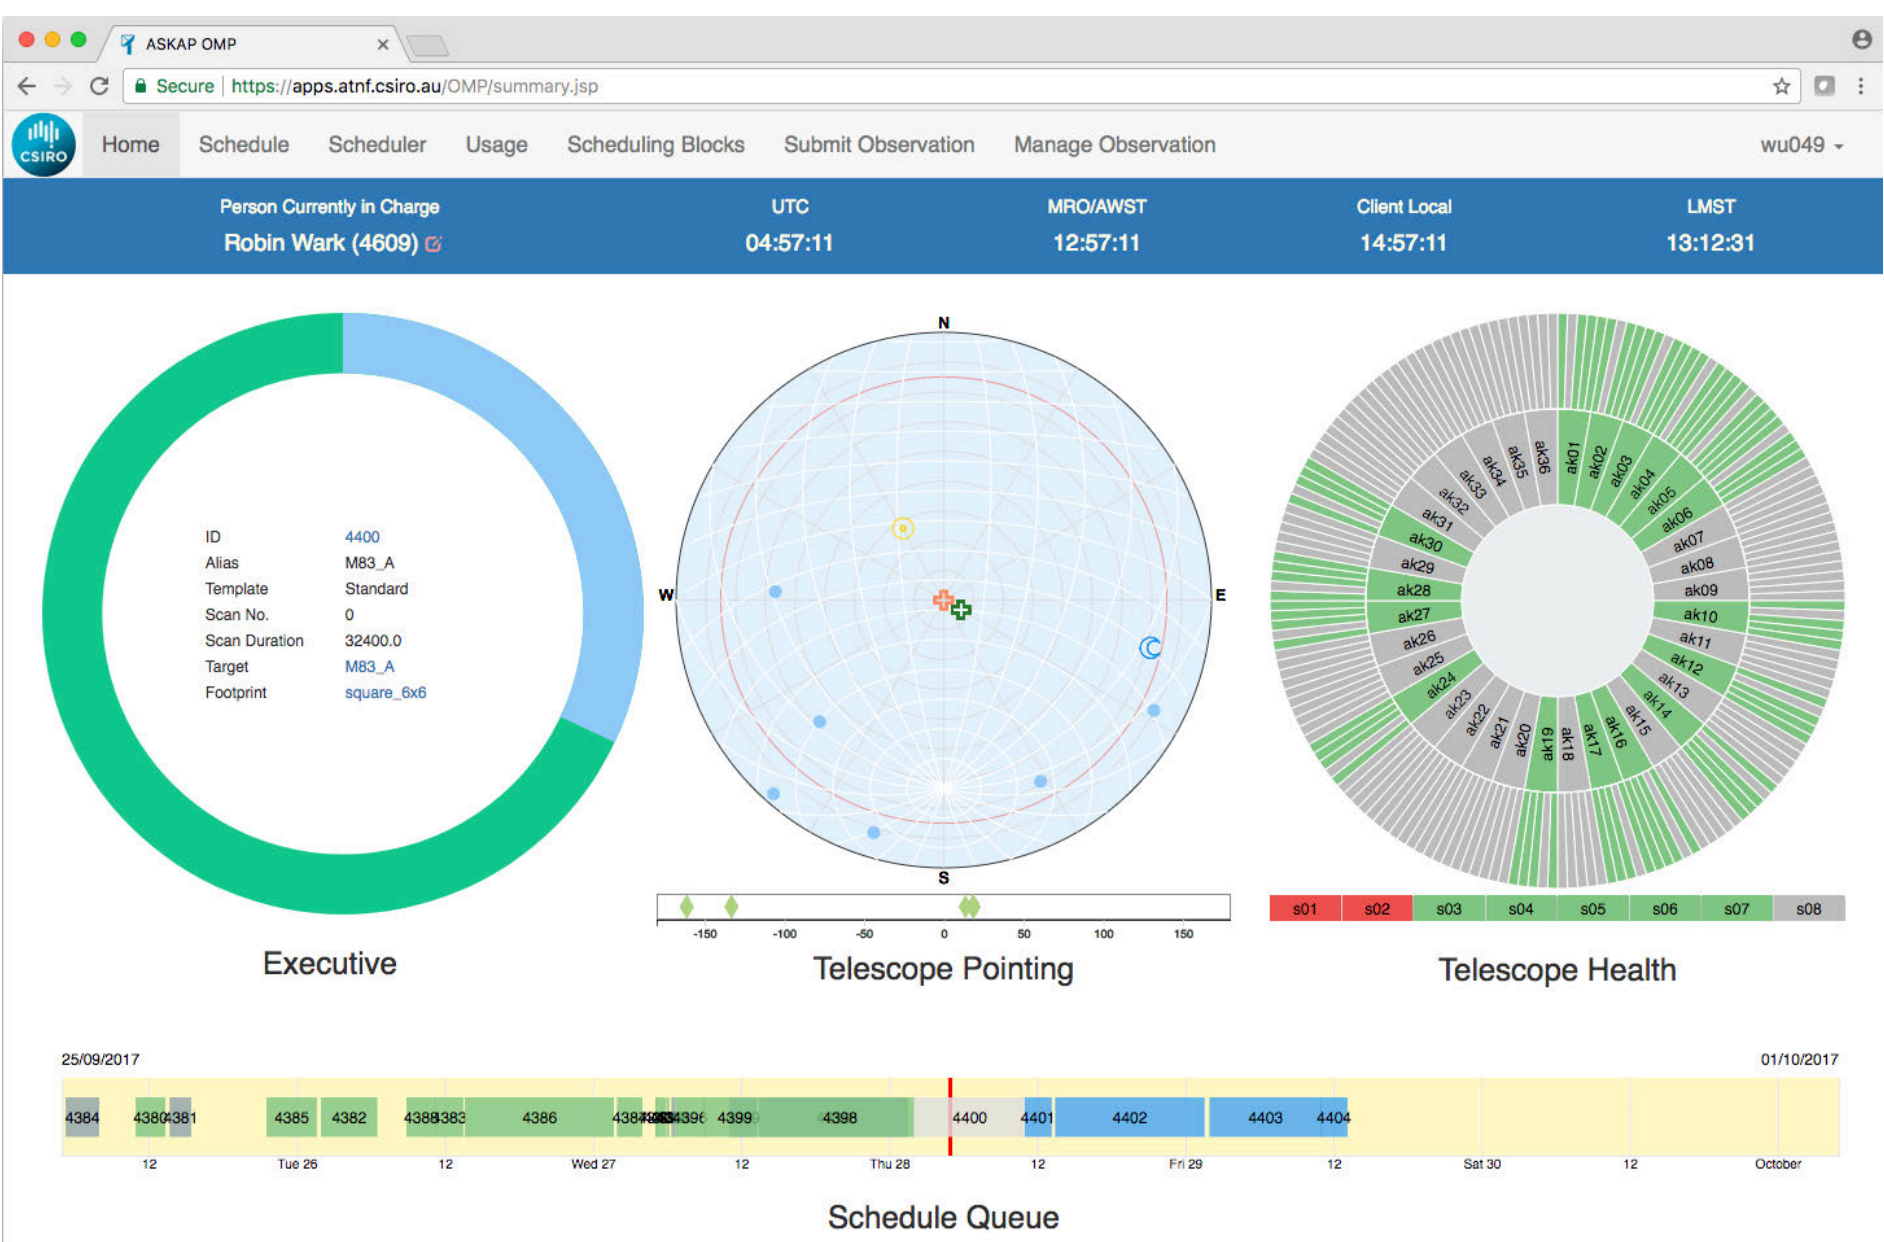 ASKAP OMP
Secure https://apps.atnf.csiro.au/OMP/summary.jsp
CSIRO Home Schedule Scheduler Usage Scheduling Blocks Submit Observation Manage Observation wu049
Person Currently in Charge UTC MRO/AWST Client Local LMST
Robin Wark (4609) 04:57:11 12:57:11 14:57:11 13:12:31
ID 4400
Alias M83_A
Template Standard
Scan No. 0
Scan Duration 32400.0
Target M83_A
Footprint square_6x6
Executive
N
W E
S
-150 -100 -50 0 50 100 150
Telescope Pointing
ak01
ak02
ak03
ak04
ak05
ak06
ak07
ak08
ak09
ak10
ak11
ak12
ak13
ak14
ak15
ak16
ak17
ak18
ak19
ak20
ak21
ak22
ak23
ak24
ak25
ak26
ak27
ak28
ak29
ak30
ak31
ak32
ak33
ak34
ak35
ak36
s01 s02 s03 s04 s05 s06 s07 s08
Telescope Health
25/09/2017 01/10/2017
4384 4380 4381 4385 4382 4388 4383 4386 4396 4399 4398 4400 4401 4402 4403 4404
12 Tue 26 12 Wed 27 12 Thu 28 12 Fri 29 12 Sat 30 12 October
Schedule Queue